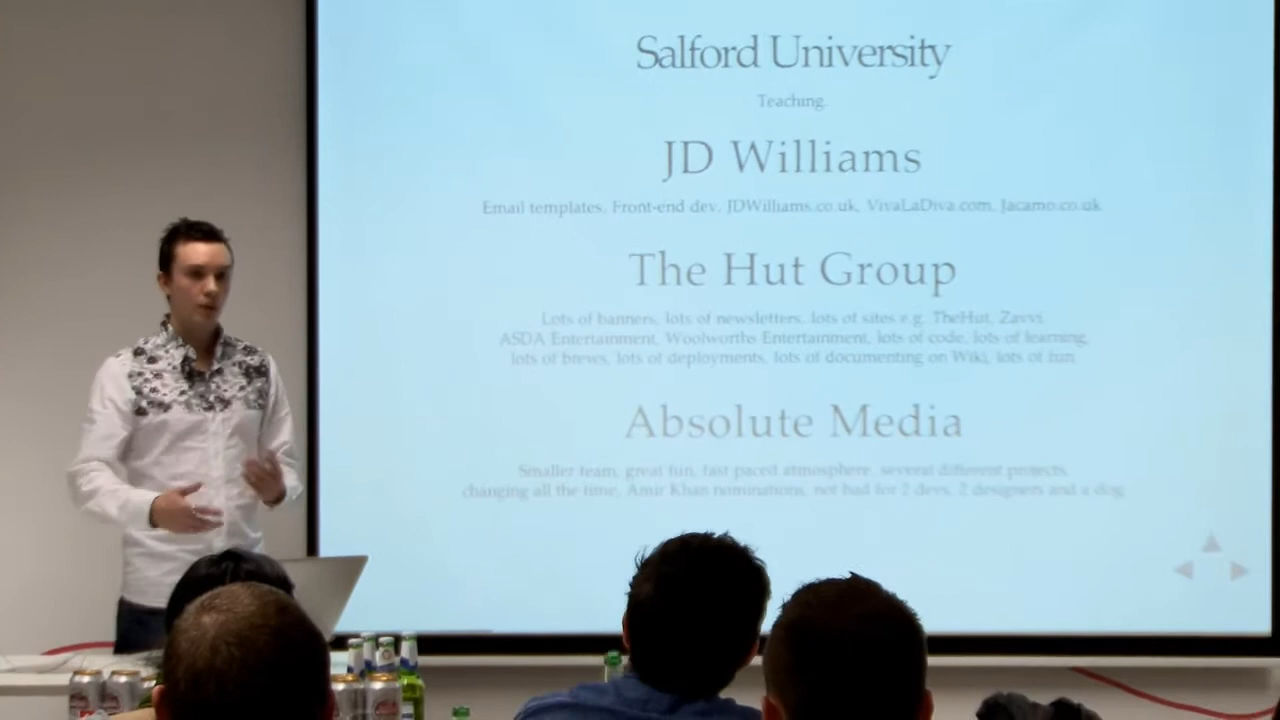 Salford University
Teaching.
JD Williams
Email templates, Front-end dev, JDWilliams.co.uk, VivaLaDiva.com, Jacamo.co.uk
The Hut Group
Lots of banners, lots of newsletters, lots of sites e.g. TheHut, Zavvi,
ASDA Entertainment, Woolworths Entertainment, lots of code, lots of learning,
lots of brews, lots of deployments, lots of documenting on Wiki, lots of fun
Absolute Media
Smaller team, great fun, fast paced atmosphere, several different projects,
changing all the time, Amir Khan nominations, not bad for 2 devs, 2 designers and a dog